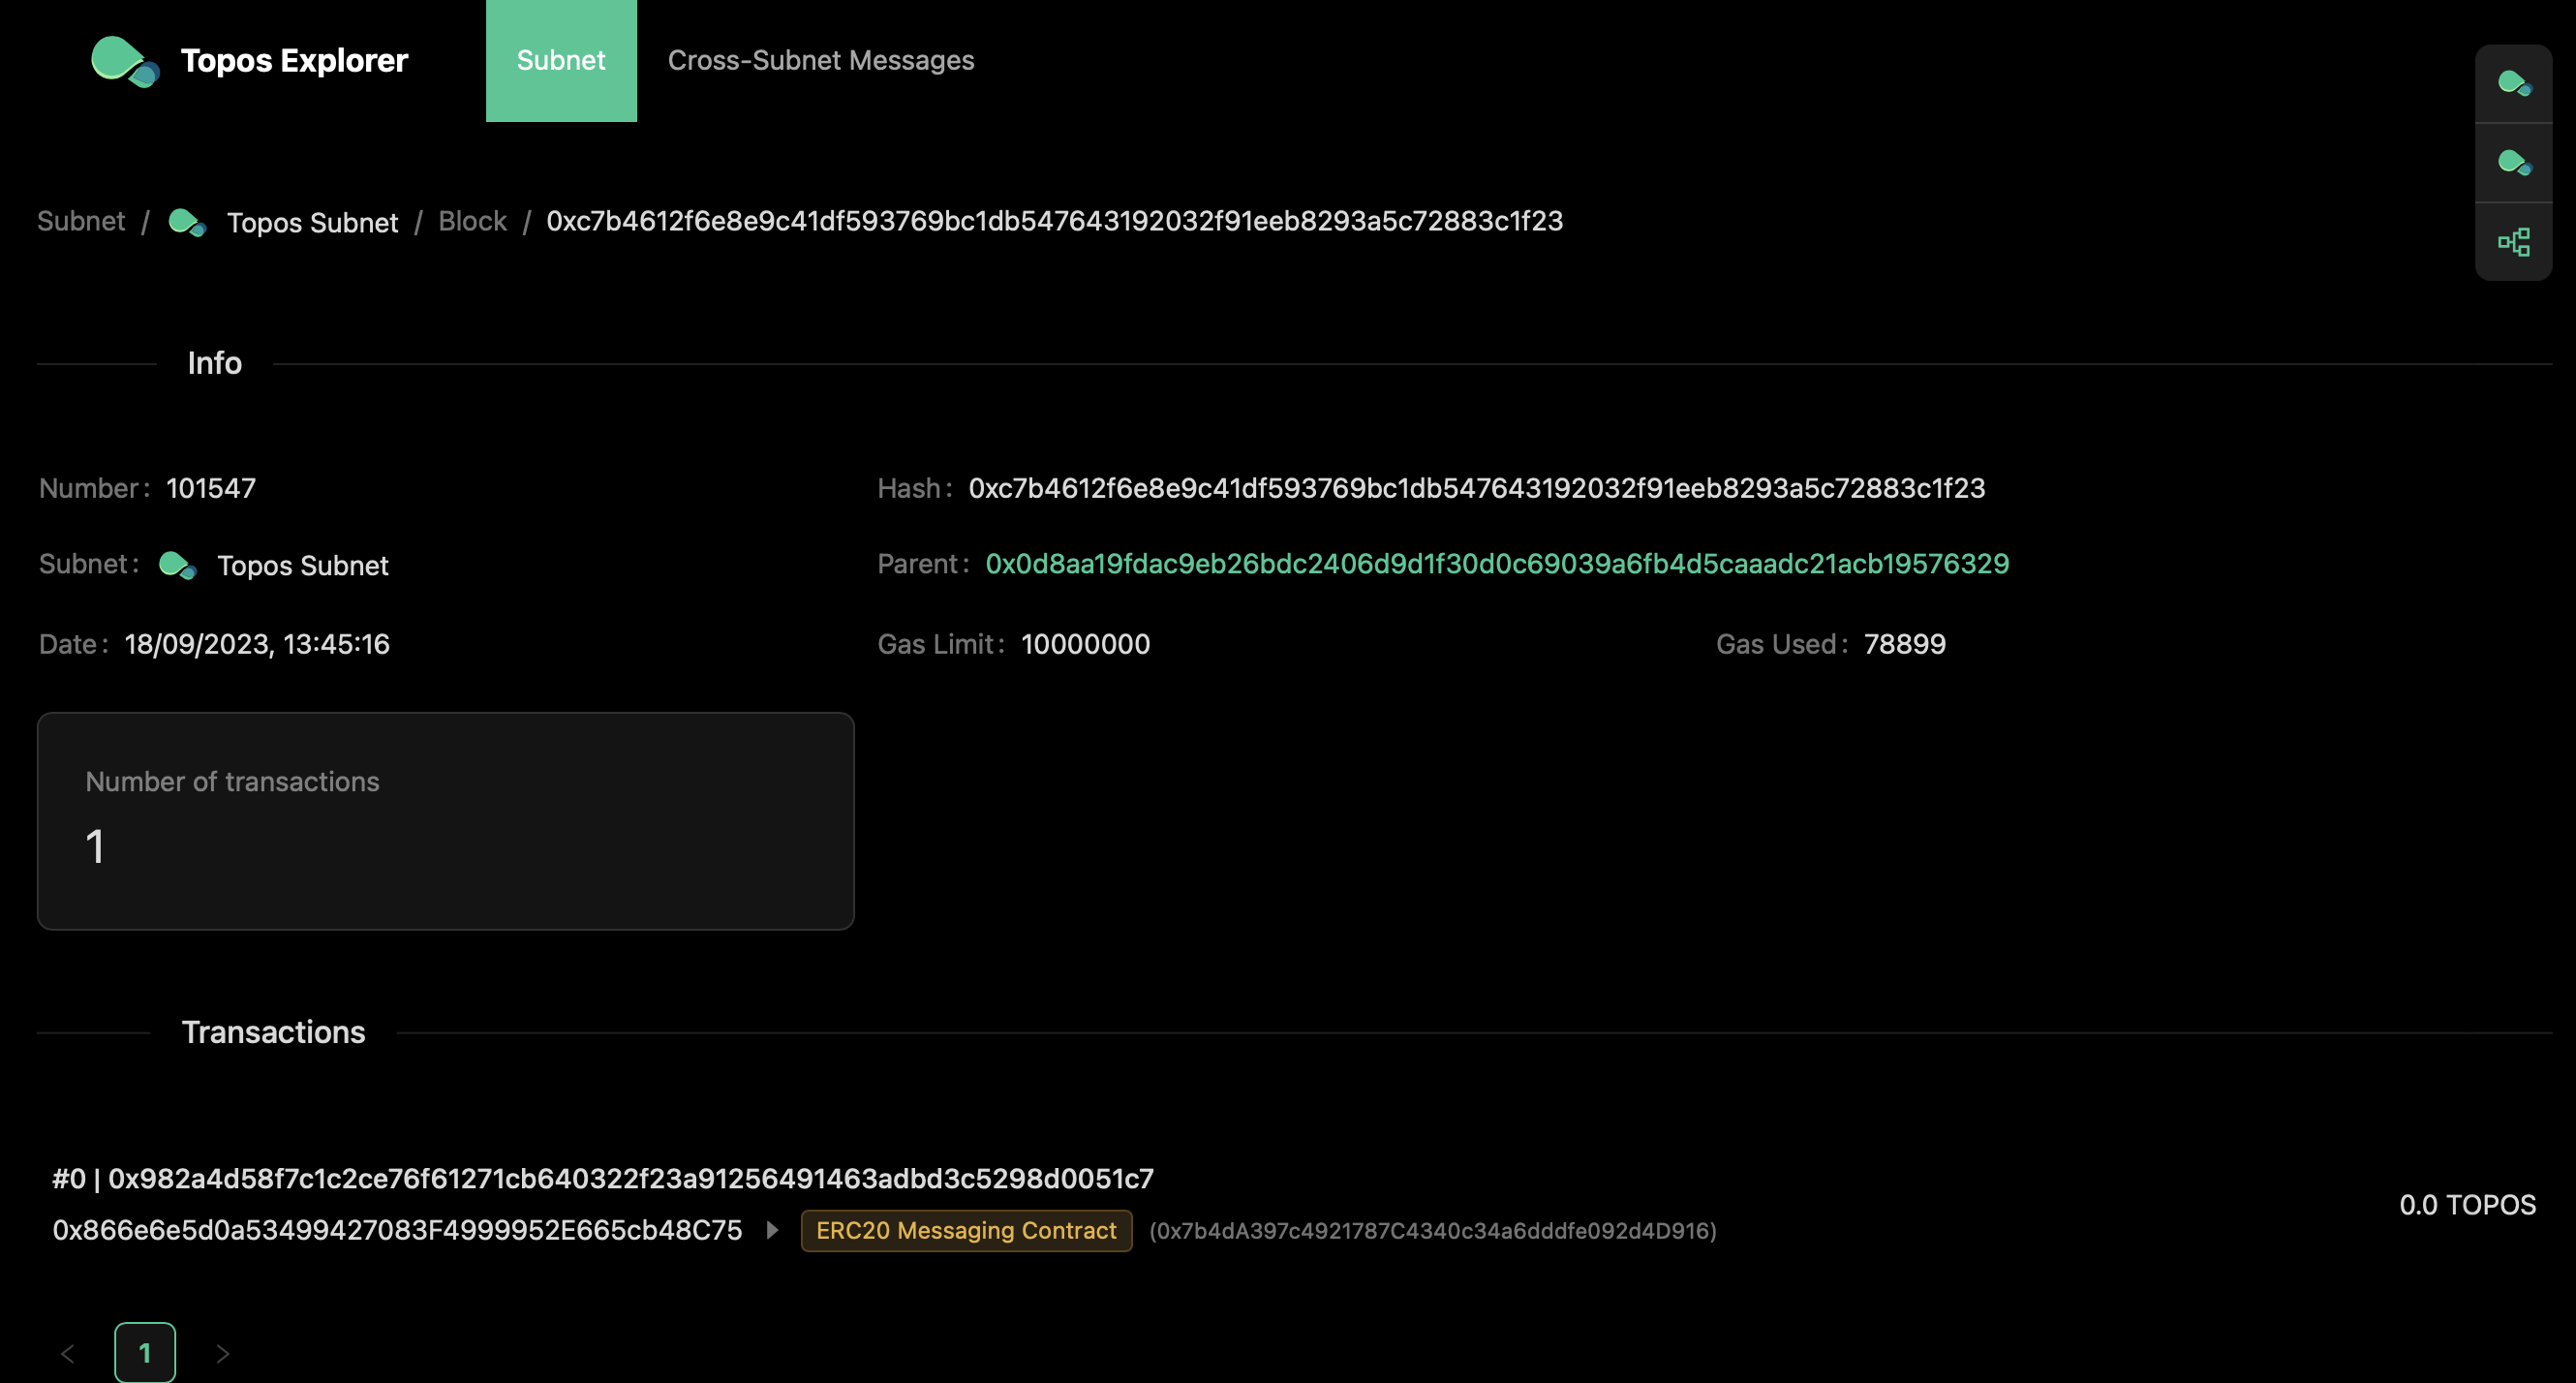 Topos Explorer Subnet Cross-Subnet Messages
Subnet / Topos Subnet / Block / 0xc7b4612f6e8e9c41df593769bc1db547643192032f91eeb8293a5c72883c1f23
Info
Number: 101547 Hash: 0xc7b4612f6e8e9c41df593769bc1db547643192032f91eeb8293a5c72883c1f23
Subnet: Topos Subnet Parent: 0x0d8aa19fdac9eb26bdc2406d9d1f30d0c69039a6fb4d5caaadc21acb19576329
Date: 18/09/2023, 13:45:16 Gas Limit: 10000000 Gas Used: 78899
Number of transactions
1
Transactions
#0 | 0x982a4d58f7c1c2ce76f61271cb640322f23a91256491463adbd3c5298d0051c7
0x866e6e5d0a53499427083F4999952E665cb48C75 ERC20 Messaging Contract (0x7b4dA397c4921787C4340c34a6dddfe092d4D916)
0.0 TOPOS
< 1 >